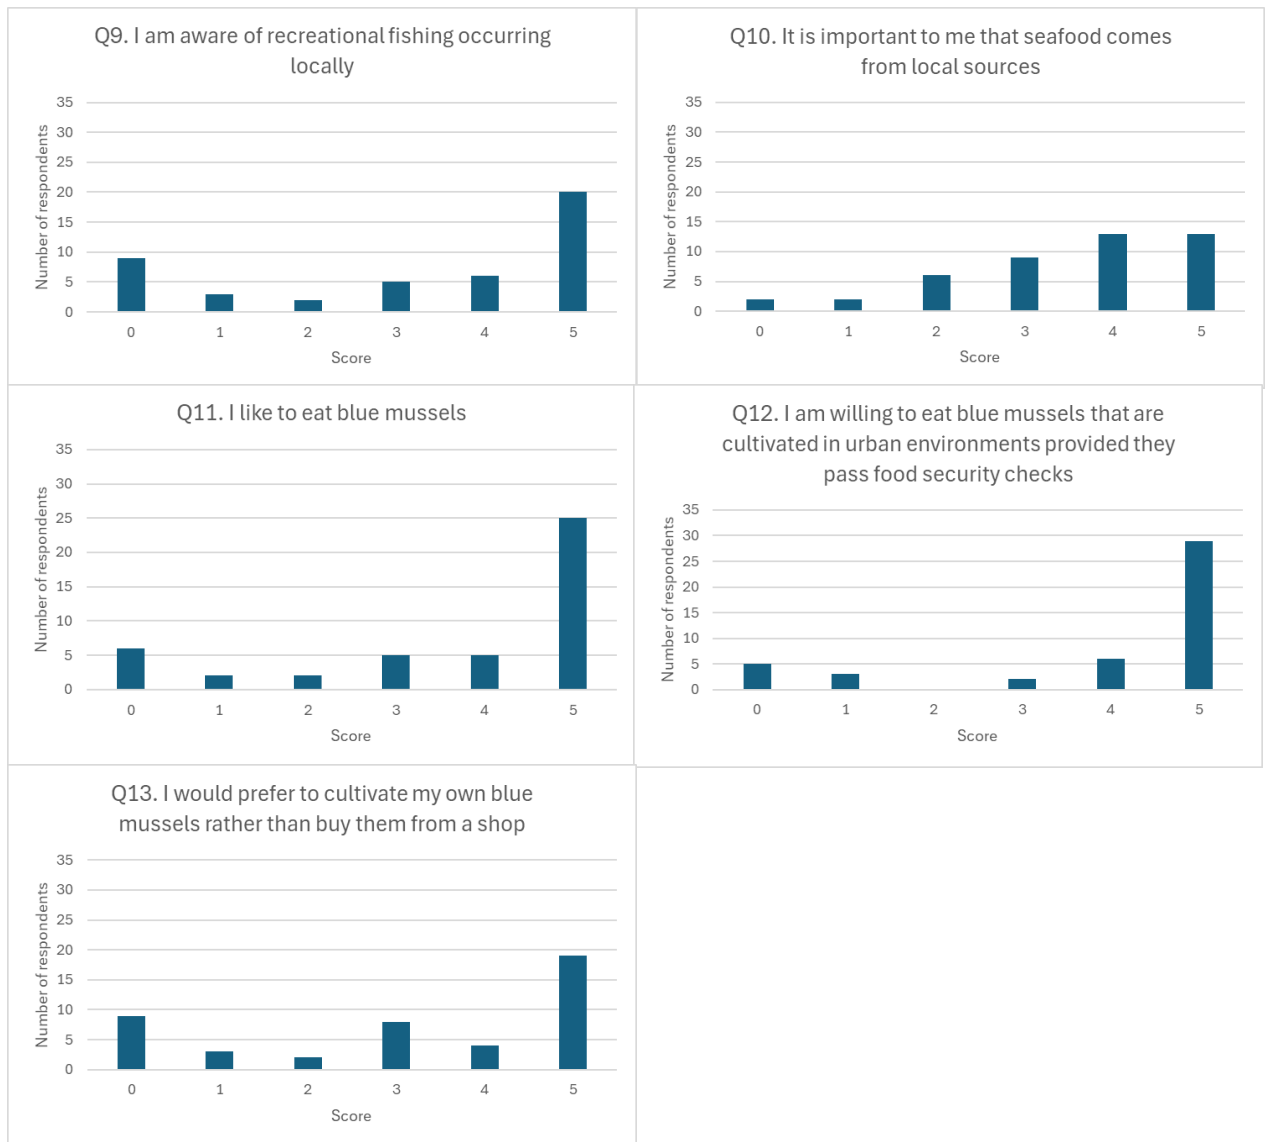 Q9. I am aware of recreational fishing occurring
locally
Number of respondents
35
30
25
20
15
10
5
0
0 1 2 3 4 5
Score
Q10. It is important to me that seafood comes
from local sources
Number of respondents
35
30
25
20
15
10
5
0
0 1 2 3 4 5
Score
Q11. I like to eat blue mussels
Number of respondents
35
30
25
20
15
10
5
0
0 1 2 3 4 5
Score
Q12. I am willing to eat blue mussels that are
cultivated in urban environments provided they
pass food security checks
Number of respondents
35
30
25
20
15
10
5
0
0 1 2 3 4 5
Score
Q13. I would prefer to cultivate my own blue
mussels rather than buy them from a shop
Number of respondents
35
30
25
20
15
10
5
0
0 1 2 3 4 5
Score